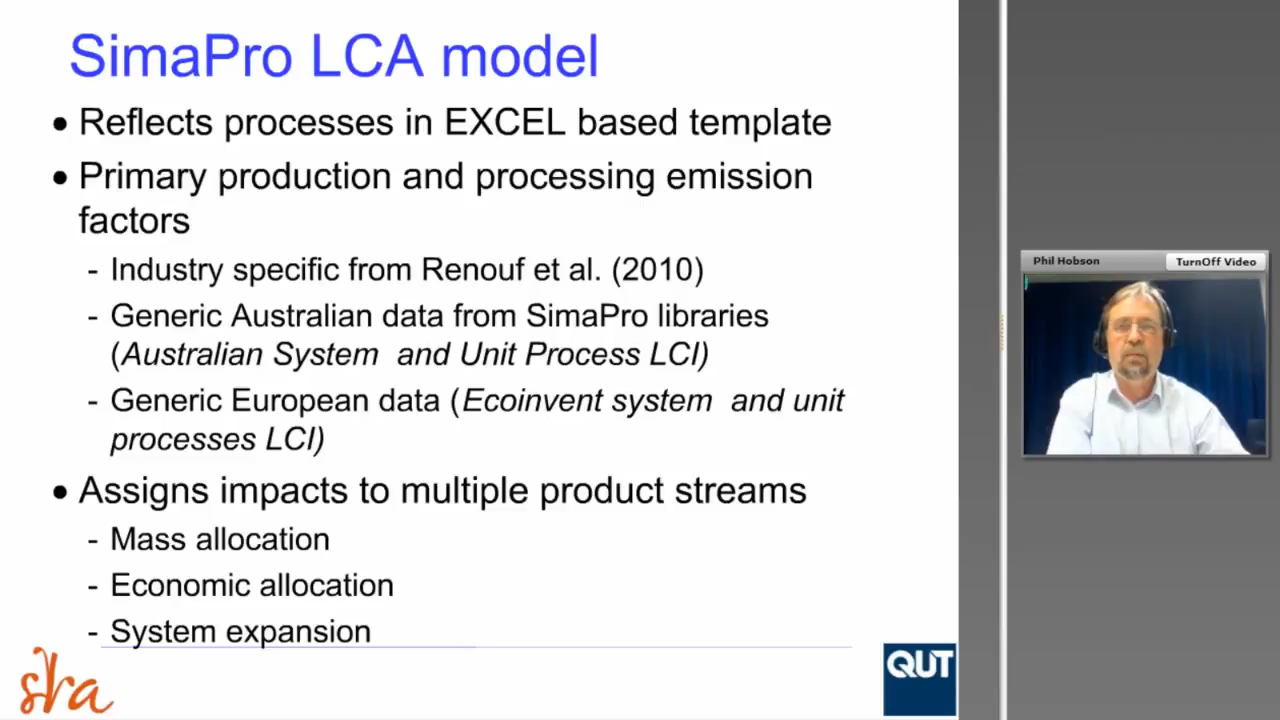 SimaPro LCA model
• Reflects processes in EXCEL based template
• Primary production and processing emission
factors
- Industry specific from Renouf et al. (2010)
- Generic Australian data from SimaPro libraries
(Australian System and Unit Process LCI)
- Generic European data (Ecoinvent system and unit
processes LCI)
• Assigns impacts to multiple product streams
- Mass allocation
- Economic allocation
- System expansion
sra
QUT
Phil Hobson
TurnOff Video